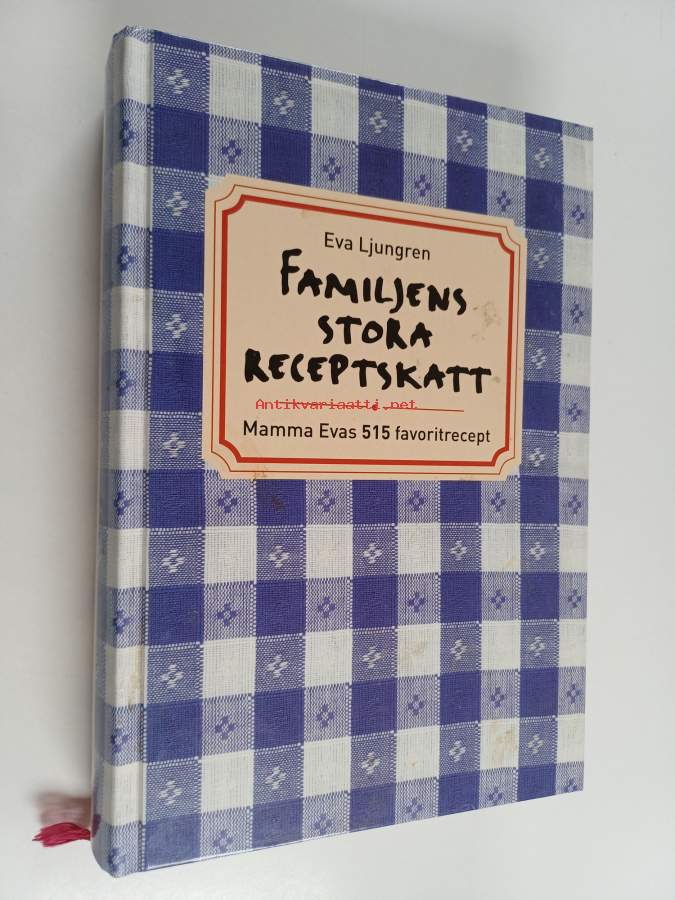 Eva Ljungren
FAMILJENS
STORA
RECEPTSKATT
Antikvariaatti.net
Mamma Evas 515 favoritrecept